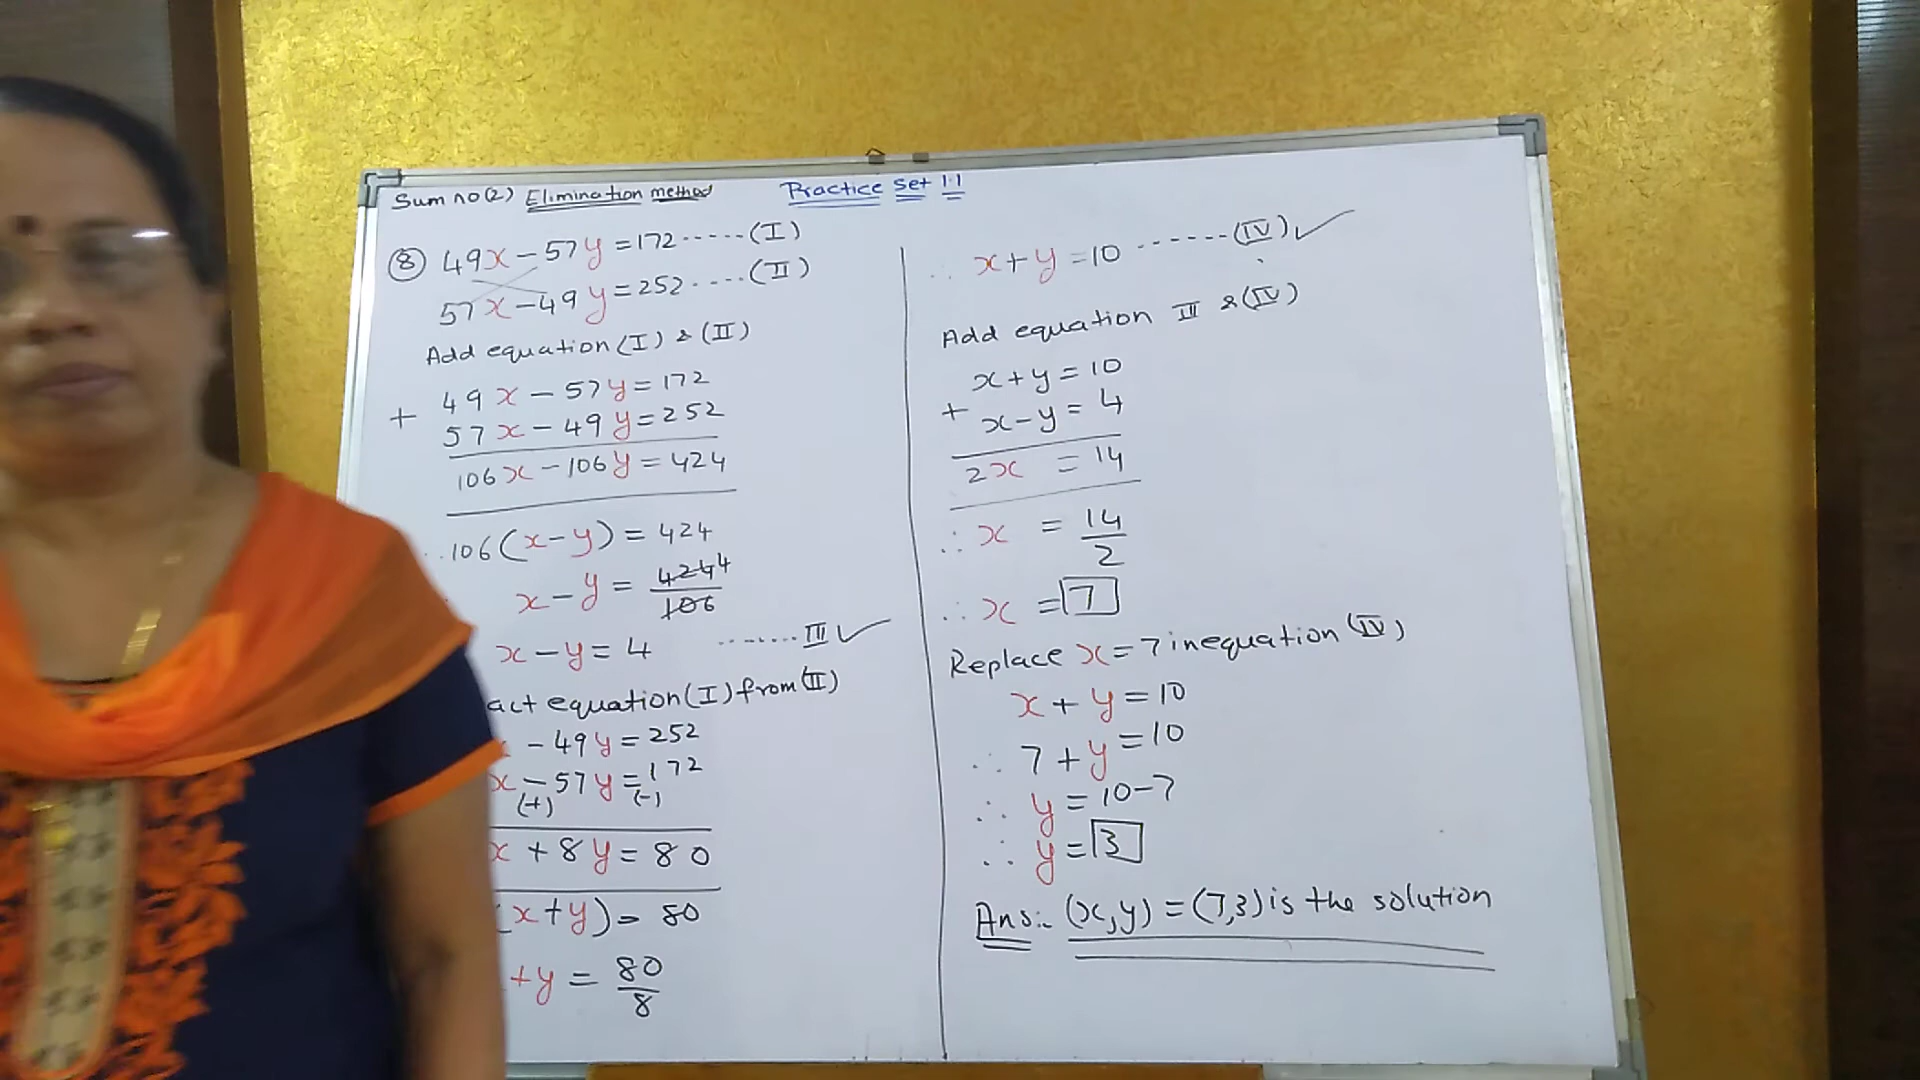 Sum no (2) Elimination method Practice Set 1.1
⑧ 49x − 57y = 172 ----- (I)
57x − 49y = 252 .... (II)
Add equation (I) & (II)
49x − 57y = 172
+ 57x − 49y = 252
106x − 106y = 424
106(x − y) = 424
x − y = 424/106 4
x − y = 4 ....... III ✓
act equation (I) from (II)
x − 49y = 252
x − 57y = 172
(+) (−)
x + 8y = 80
(x + y) = 80
+ y = 80/8
∴ x + y = 10 ------ (IV) ✓
Add equation III & (IV)
x + y = 10
+ x − y = 4
2x = 14
∴ x = 14/2
∴ x = 7
Replace x = 7 in equation (IV)
x + y = 10
∴ 7 + y = 10
∴ y = 10 − 7
∴ y = 3
Ans:- (x, y) = (7, 3) is the solution